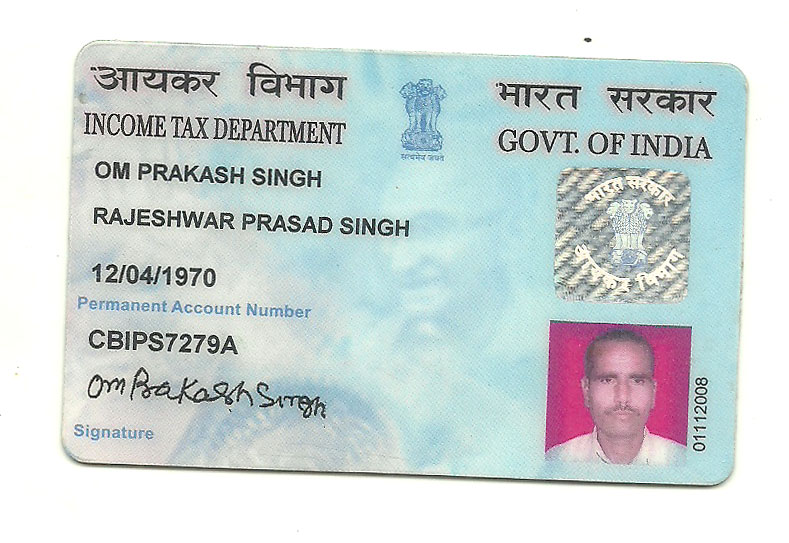 आयकर विभाग
INCOME TAX DEPARTMENT
सत्यमेव जयते
भारत सरकार
GOVT. OF INDIA
OM PRAKASH SINGH
RAJESHWAR PRASAD SINGH
12/04/1970
Permanent Account Number
CBIPS7279A
OM Prakash Singh
Signature
भारत सरकार
आयकर विभाग
01112008